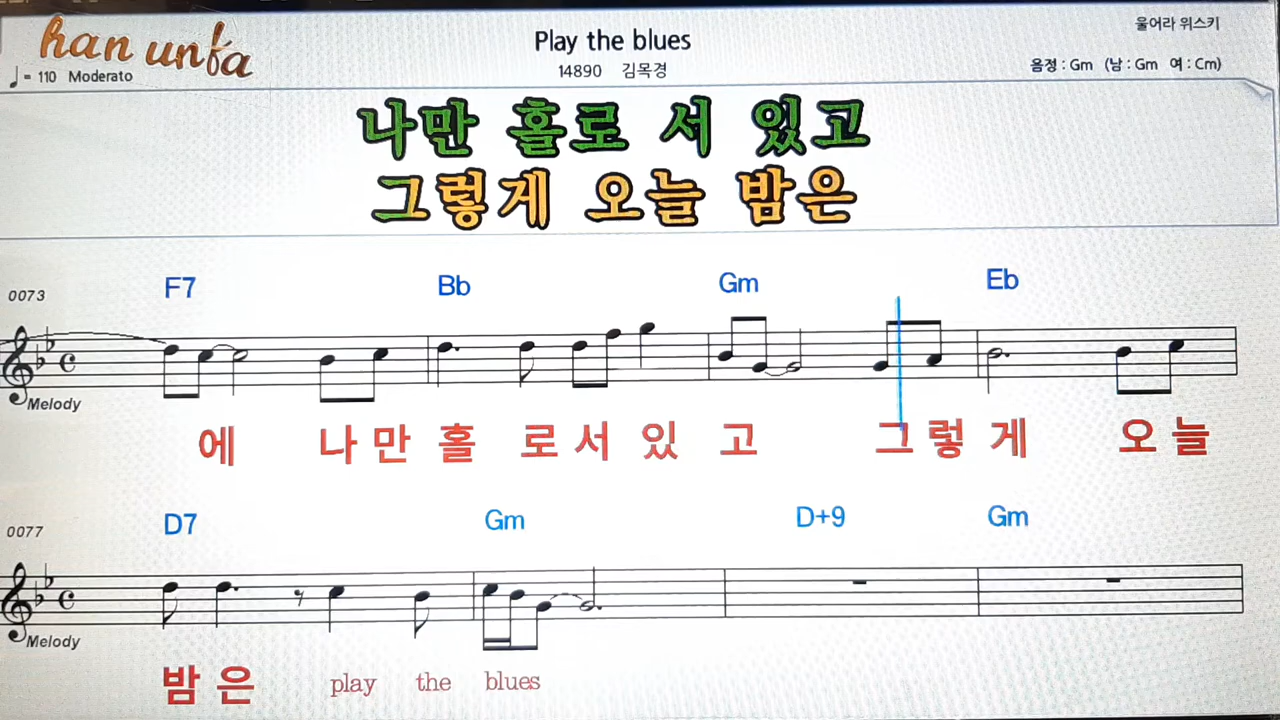 han unfa
Play the blues
울어라 위스키
♩= 110 Moderato
14890 김목경
음정 : Gm (남 : Gm 여 : Cm)
나만 홀로 서 있고
그렇게 오늘 밤은
0073
F7 Bb Gm Eb
Melody
에 나 만 홀 로 서 있 고 그 렇 게 오 늘
0077
D7 Gm D+9 Gm
Melody
밤 은 play the blues